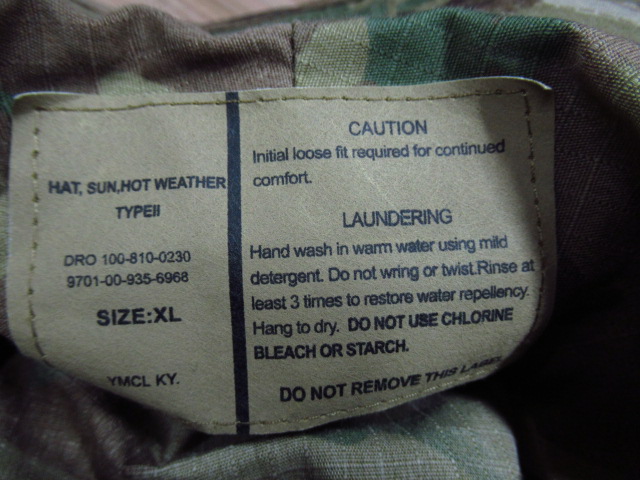 HAT, SUN,HOT WEATHER
TYPEII
DRO 100-810-0230
9701-00-935-6968
SIZE:XL
YMCL KY.
CAUTION
Initial loose fit required for continued
comfort.
LAUNDERING
Hand wash in warm water using mild
detergent. Do not wring or twist.Rinse at
least 3 times to restore water repellency.
Hang to dry. DO NOT USE CHLORINE
BLEACH OR STARCH.
DO NOT REMOVE THIS LABEL